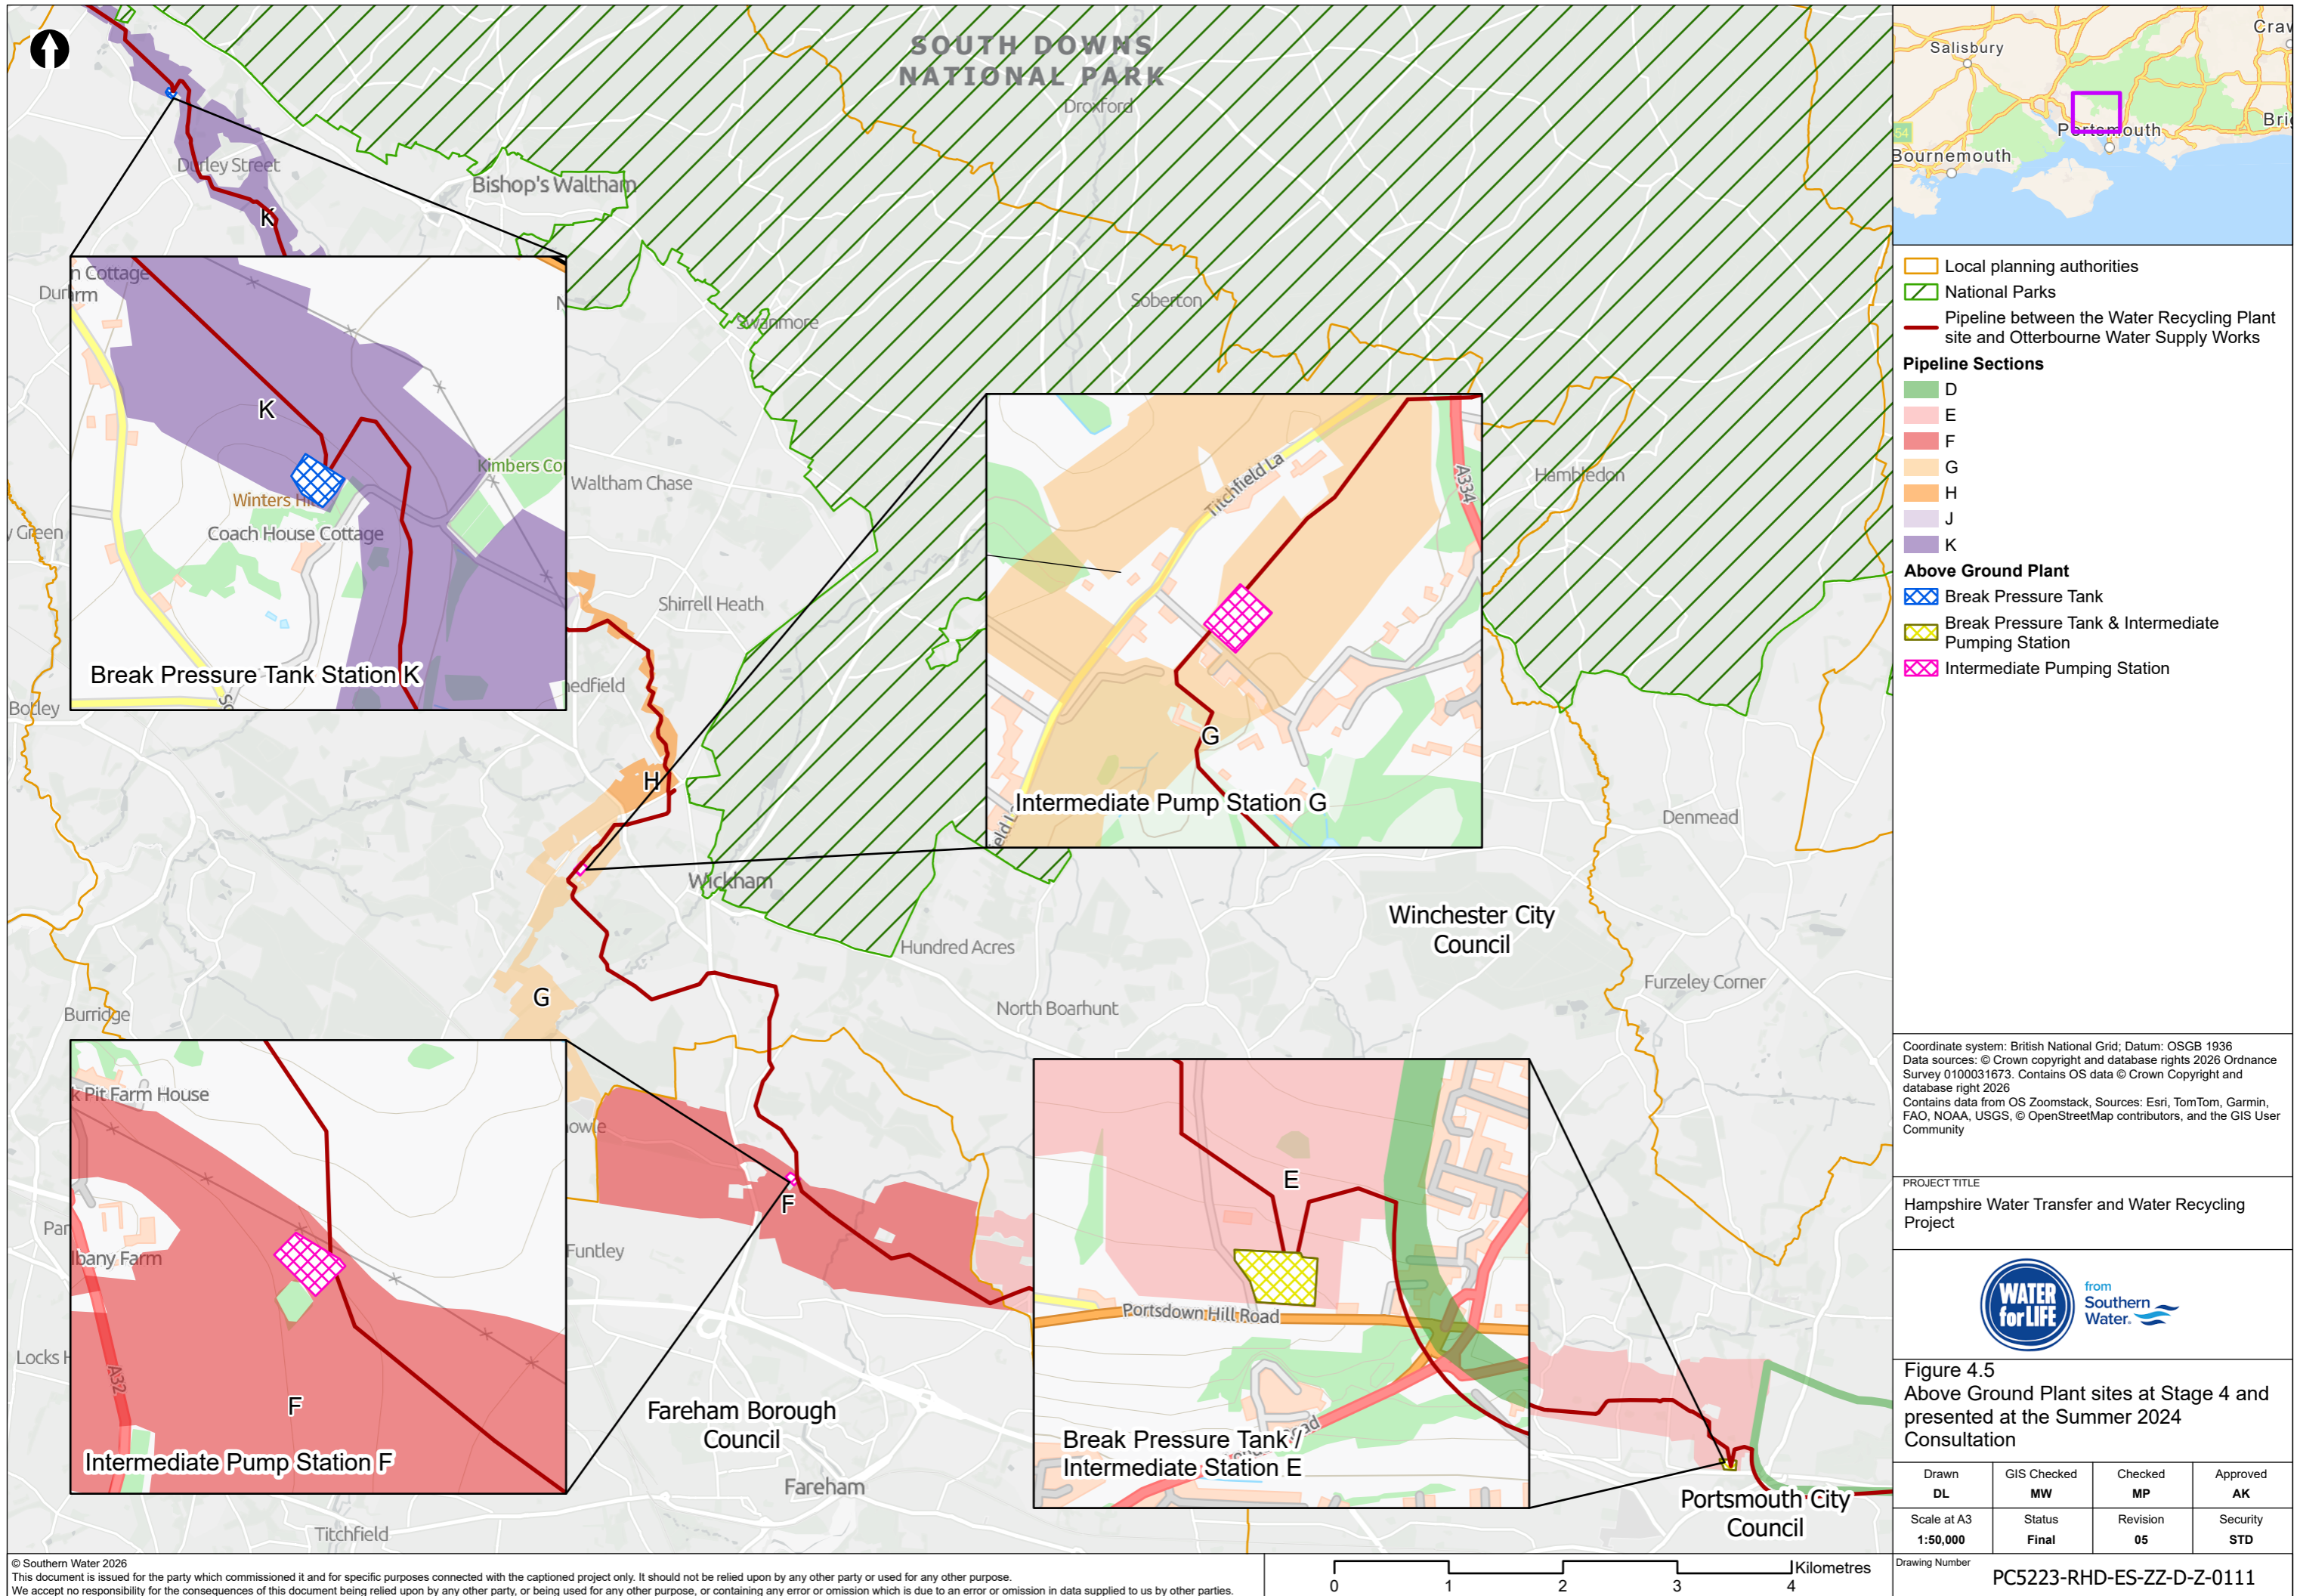 SOUTH DOWNS
NATIONAL PARK
Droxford
Durley Street
Bishop's Waltham
K
Soberton
Swanmore
Waltham Chase
Hambledon
Shirrell Heath
Botley
H
Denmead
Wickham
Winchester City
Council
Hundred Acres
Furzeley Corner
North Boarhunt
G
Burridge
F
Funtley
Fareham Borough
Council
Fareham
Titchfield
Portsmouth City
Council
K
Winters
Coach House Cottage
Break Pressure Tank Station K
Titchfield La
A334
G
Intermediate Pump Station G
Pit Farm House
Farm
A32
F
Intermediate Pump Station F
E
Portsdown Hill Road
Break Pressure Tank /
Intermediate Station E
Salisbury
Portsmouth
Bournemouth
Local planning authorities
National Parks
Pipeline between the Water Recycling Plant
site and Otterbourne Water Supply Works
Pipeline Sections
D
E
F
G
H
J
K
Above Ground Plant
Break Pressure Tank
Break Pressure Tank & Intermediate
Pumping Station
Intermediate Pumping Station
Coordinate system: British National Grid; Datum: OSGB 1936
Data sources: © Crown copyright and database rights 2026 Ordnance
Survey 0100031673. Contains OS data © Crown Copyright and
database right 2026
Contains data from OS Zoomstack, Sources: Esri, TomTom, Garmin,
FAO, NOAA, USGS, © OpenStreetMap contributors, and the GIS User
Community
PROJECT TITLE
Hampshire Water Transfer and Water Recycling
Project
WATER
for LIFE
from
Southern
Water.
Figure 4.5
Above Ground Plant sites at Stage 4 and
presented at the Summer 2024
Consultation
Drawn GIS Checked Checked Approved
DL MW MP AK
Scale at A3 Status Revision Security
1:50,000 Final 05 STD
Drawing Number
PC5223-RHD-ES-ZZ-D-Z-0111
Kilometres
0 1 2 3 4
© Southern Water 2026
This document is issued for the party which commissioned it and for specific purposes connected with the captioned project only. It should not be relied upon by any other party or used for any other purpose.
We accept no responsibility for the consequences of this document being relied upon by any other party, or being used for any other purpose, or containing any error or omission which is due to an error or omission in data supplied to us by other parties.